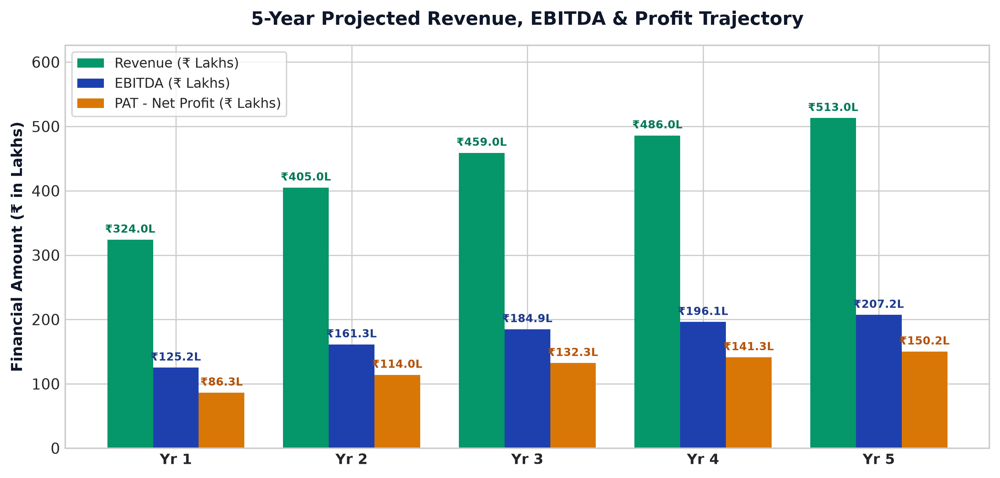 5-Year Projected Revenue, EBITDA & Profit Trajectory
Financial Amount (₹ in Lakhs)
600
500
400
300
200
100
0
Revenue (₹ Lakhs)
EBITDA (₹ Lakhs)
PAT - Net Profit (₹ Lakhs)
₹324.0L
₹125.2L
₹86.3L
₹405.0L
₹161.3L
₹114.0L
₹459.0L
₹184.9L
₹132.3L
₹486.0L
₹196.1L
₹141.3L
₹513.0L
₹207.2L
₹150.2L
Yr 1
Yr 2
Yr 3
Yr 4
Yr 5